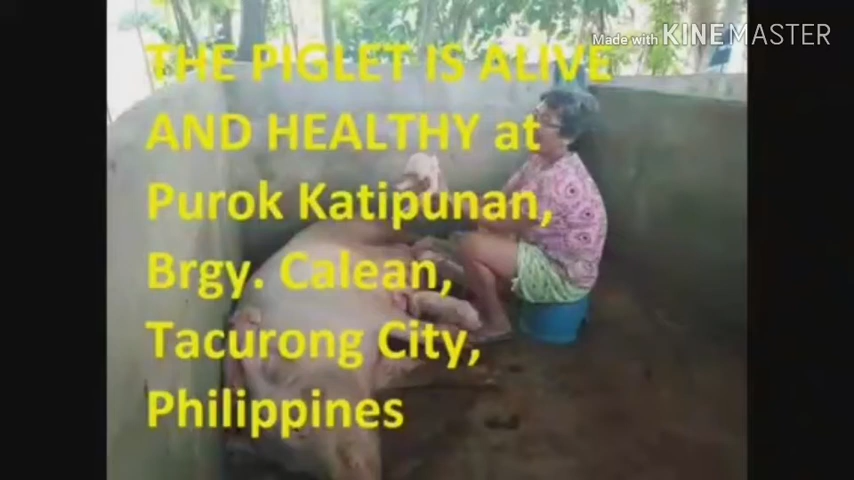 Made with KINEMASTER
THE PIGLET IS ALIVE
AND HEALTHY at
Purok Katipunan,
Brgy. Calean,
Tacurong City,
Philippines